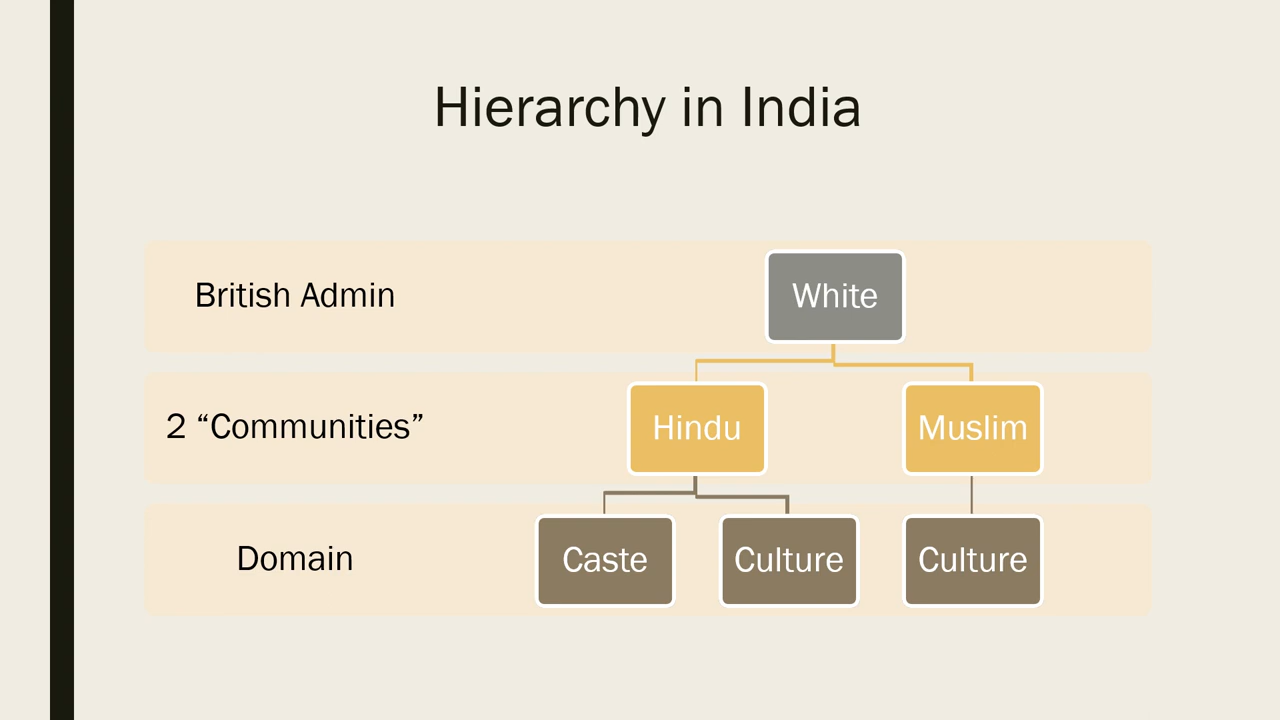 Hierarchy in India
British Admin
White
2 “Communities”
Hindu
Muslim
Domain
Caste
Culture
Culture